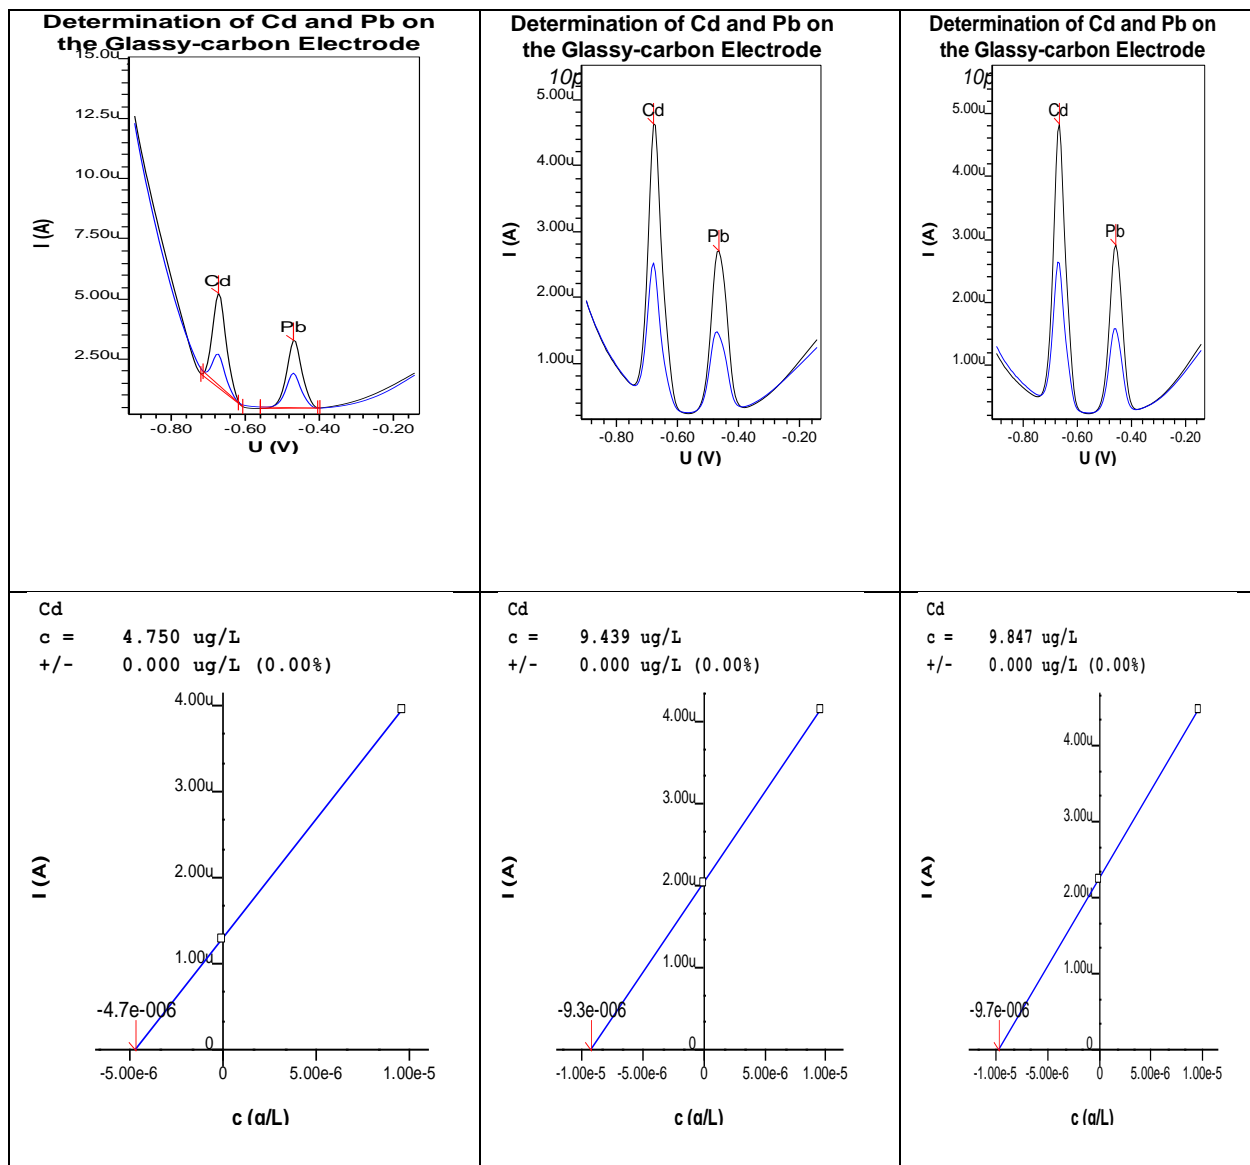 Determination of Cd and Pb on
the Glassy-carbon Electrode
15.0u
12.5u
10.0u
7.50u
5.00u
2.50u
I (A)
Cd
Pb
-0.80 -0.60 -0.40 -0.20
U (V)
Determination of Cd and Pb on
the Glassy-carbon Electrode
5.00u
4.00u
3.00u
2.00u
1.00u
I (A)
Cd
Pb
-0.80 -0.60 -0.40 -0.20
U (V)
Determination of Cd and Pb on
the Glassy-carbon Electrode
5.00u
4.00u
3.00u
2.00u
1.00u
I (A)
Cd
Pb
-0.80 -0.60 -0.40 -0.20
U (V)
Cd
c = 4.750 ug/L
+/- 0.000 ug/L (0.00%)
4.00u
3.00u
2.00u
1.00u
0
I (A)
-4.7e-006
-5.00e-6 0 5.00e-6 1.00e-5
c (g/L)
Cd
c = 9.439 ug/L
+/- 0.000 ug/L (0.00%)
4.00u
3.00u
2.00u
1.00u
0
I (A)
-9.3e-006
-1.00e-5 -5.00e-6 0 5.00e-6 1.00e-5
c (g/L)
Cd
c = 9.847 ug/L
+/- 0.000 ug/L (0.00%)
4.00u
3.00u
2.00u
1.00u
0
I (A)
-9.7e-006
-1.00e-5 -5.00e-6 0 5.00e-6 1.00e-5
c (g/L)